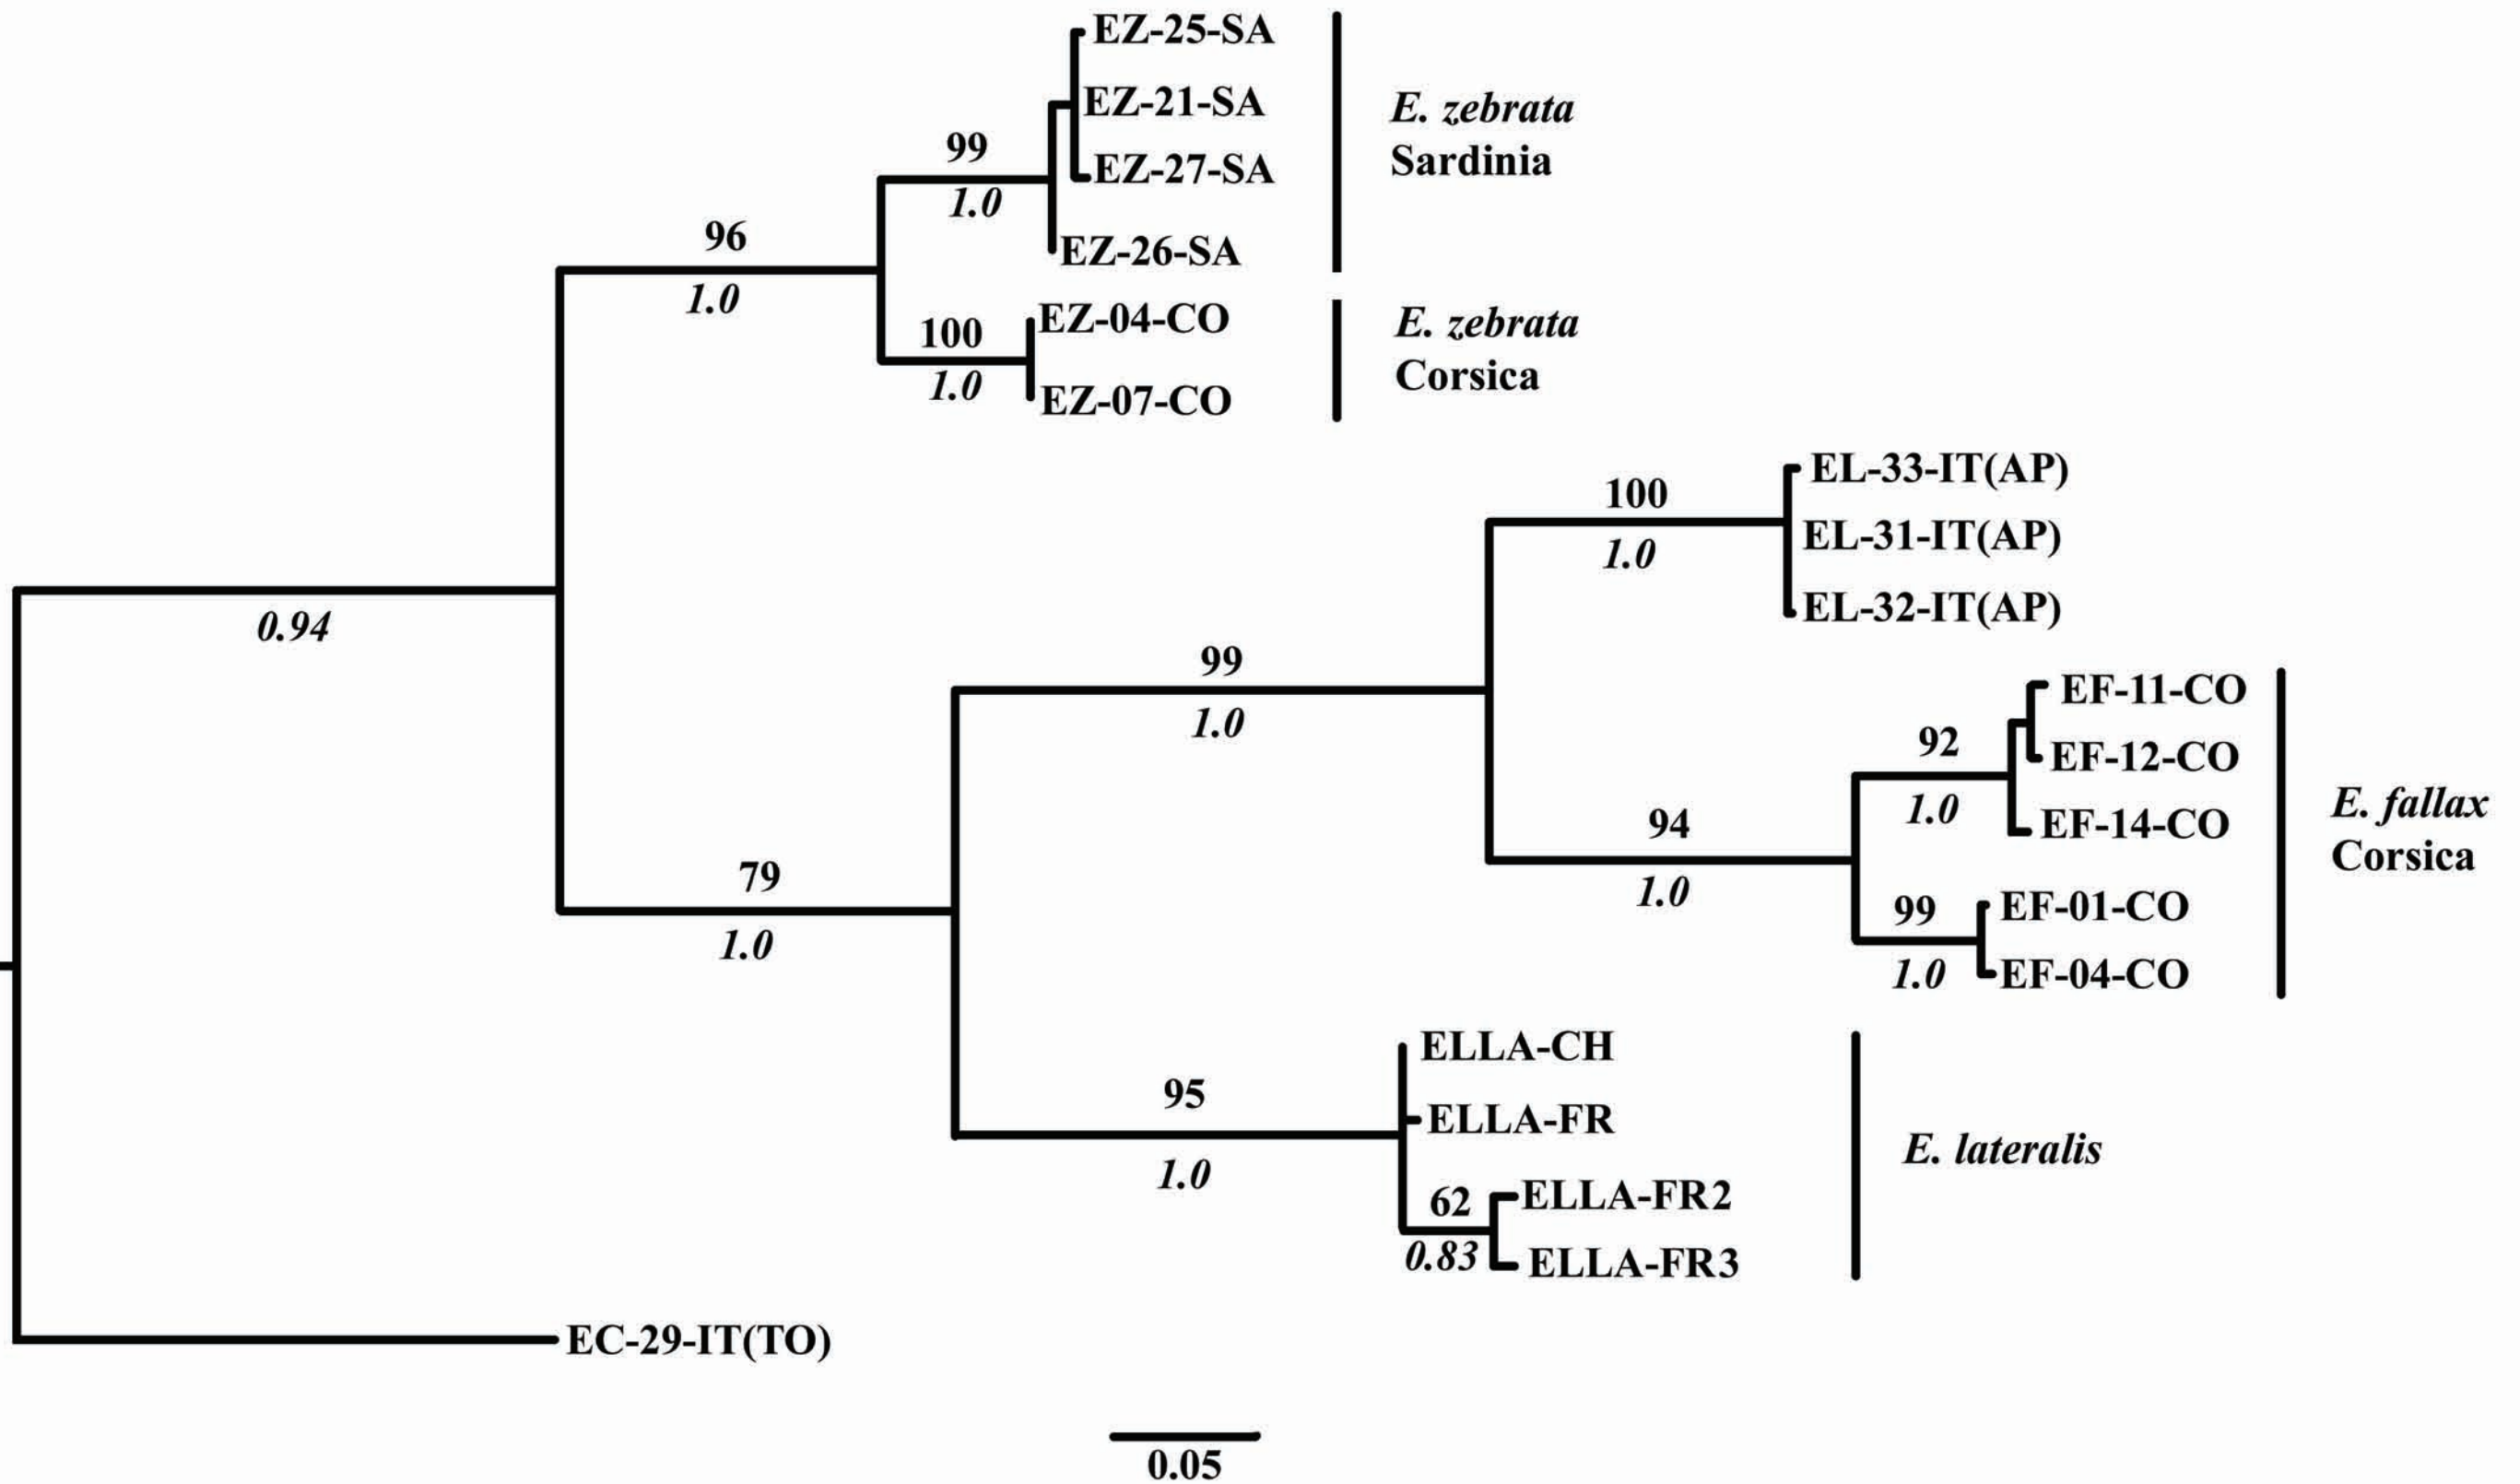 EZ-25-SA
EZ-21-SA
EZ-27-SA
EZ-26-SA
99
1.0
96
1.0
E. zebrata
Sardinia
EZ-04-CO
EZ-07-CO
100
1.0
E. zebrata
Corsica
0.94
EL-33-IT(AP)
EL-31-IT(AP)
EL-32-IT(AP)
100
1.0
99
1.0
EF-11-CO
EF-12-CO
EF-14-CO
92
1.0
94
1.0
EF-01-CO
EF-04-CO
99
1.0
E. fallax
Corsica
79
1.0
ELLA-CH
ELLA-FR
ELLA-FR2
ELLA-FR3
95
1.0
62
0.83
E. lateralis
EC-29-IT(TO)
0.05